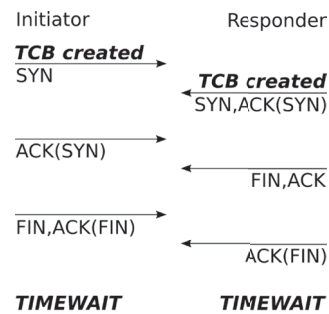 Initiator Responder
TCB created
SYN
TCB created
SYN,ACK(SYN)
ACK(SYN)
FIN,ACK
FIN,ACK(FIN)
ACK(FIN)
TIMEWAIT TIMEWAIT